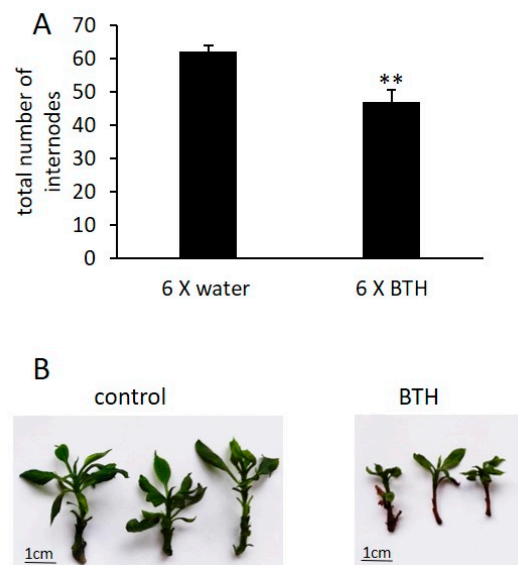 A
total number of
internodes
70
60
50
40
30
20
10
0
**
6 X water
6 X BTH
B
control
BTH
1cm
1cm